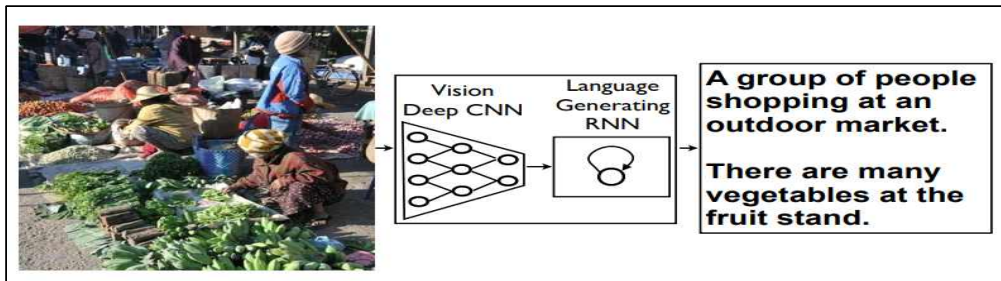 Vision
Deep CNN
Language
Generating
RNN
A group of people
shopping at an
outdoor market.
There are many
vegetables at the
fruit stand.